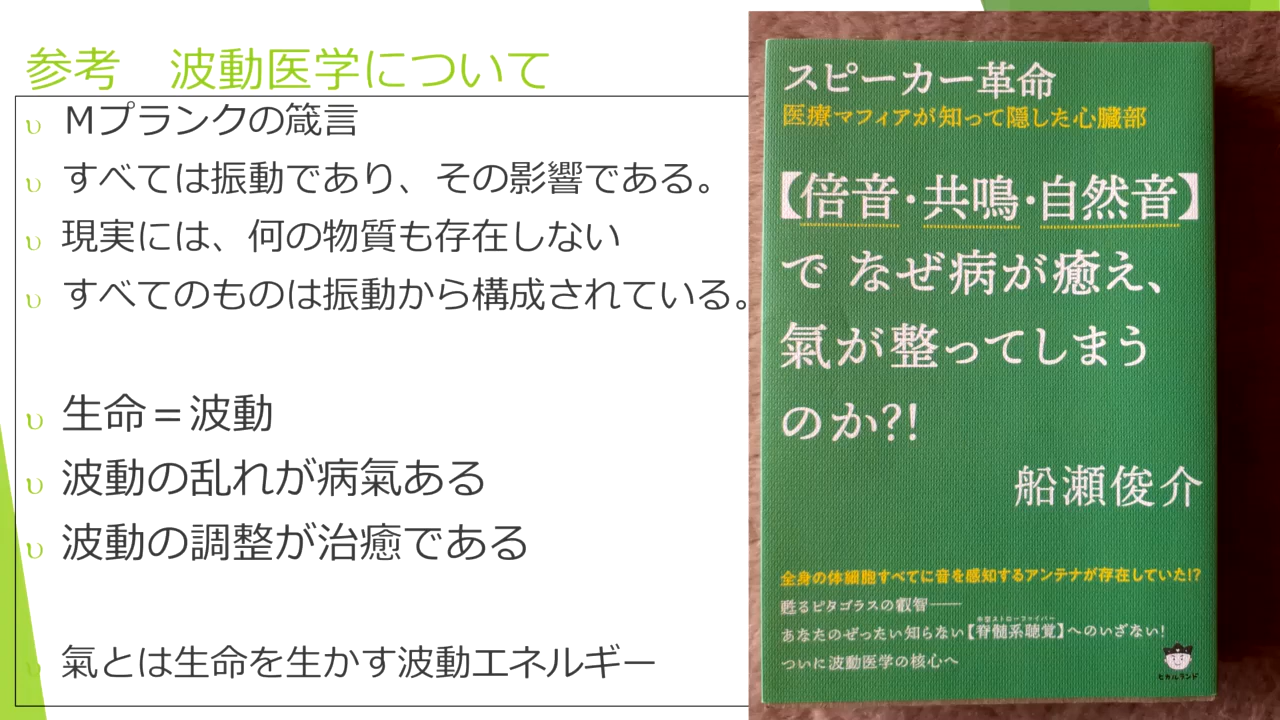 参考　波動医学について
Mプランクの箴言
すべては振動であり、その影響である。
現実には、何の物質も存在しない
すべてのものは振動から構成されている。
生命＝波動
波動の乱れが病氣ある
波動の調整が治癒である
氣とは生命を生かす波動エネルギー
スピーカー革命
医療マフィアが知って隠した心臓部
【倍音・共鳴・自然音】
で なぜ病が癒え、
氣が整ってしまう
のか?!
船瀬俊介
全身の体細胞すべてに音を感知するアンテナが存在していた!?
甦るピタゴラスの叡智――
あなたのぜったい知らない【脊髄系聴覚】へのいざない!
ついに波動医学の核心へ
ヒカルランド